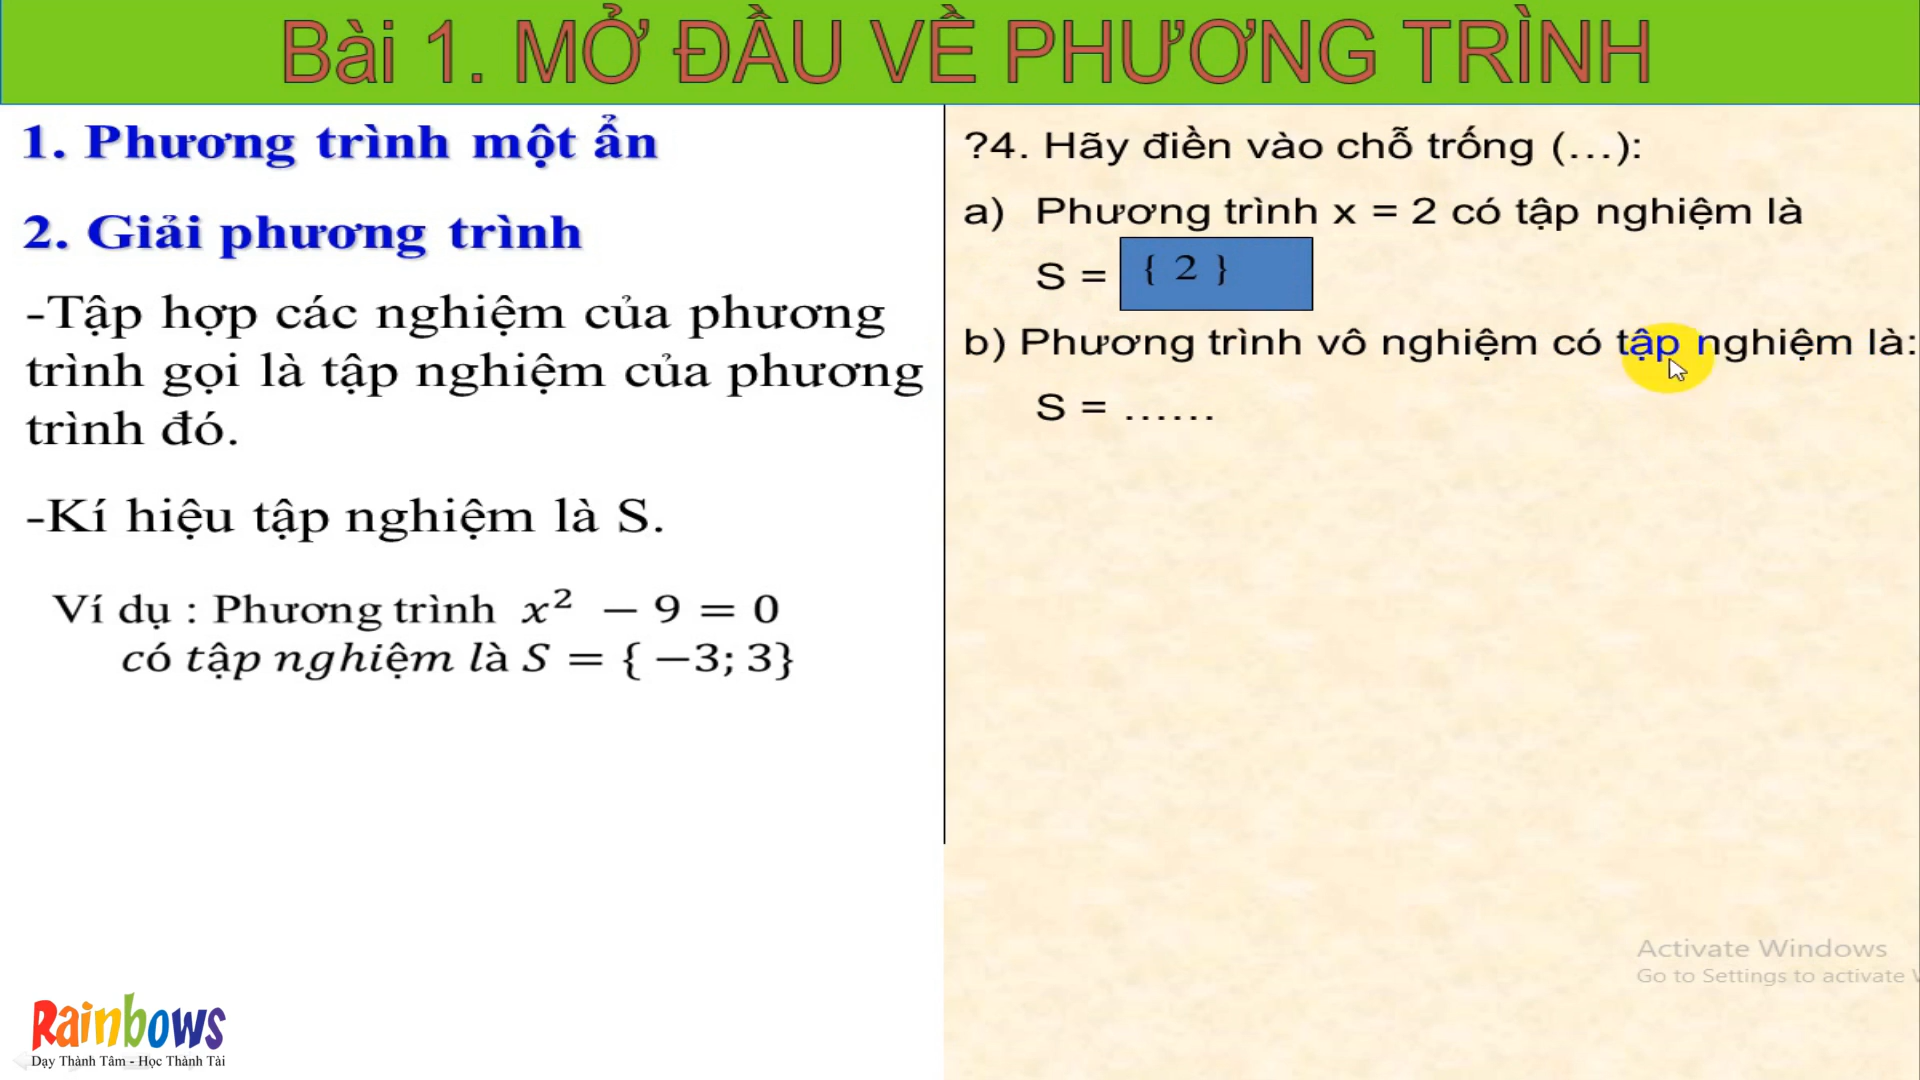 Bài 1. MỞ ĐẦU VỀ PHƯƠNG TRÌNH
1. Phương trình một ẩn
2. Giải phương trình
-Tập hợp các nghiệm của phương
trình gọi là tập nghiệm của phương
trình đó.
-Kí hiệu tập nghiệm là S.
Ví dụ : Phương trình x² − 9 = 0
có tập nghiệm là S = { −3; 3}
?4. Hãy điền vào chỗ trống (…):
a) Phương trình x = 2 có tập nghiệm là
S = { 2 }
b) Phương trình vô nghiệm có tập nghiệm là:
S = ……
Activate Windows
Go to Settings to activate
Rainbows
Dạy Thành Tâm - Học Thành Tài